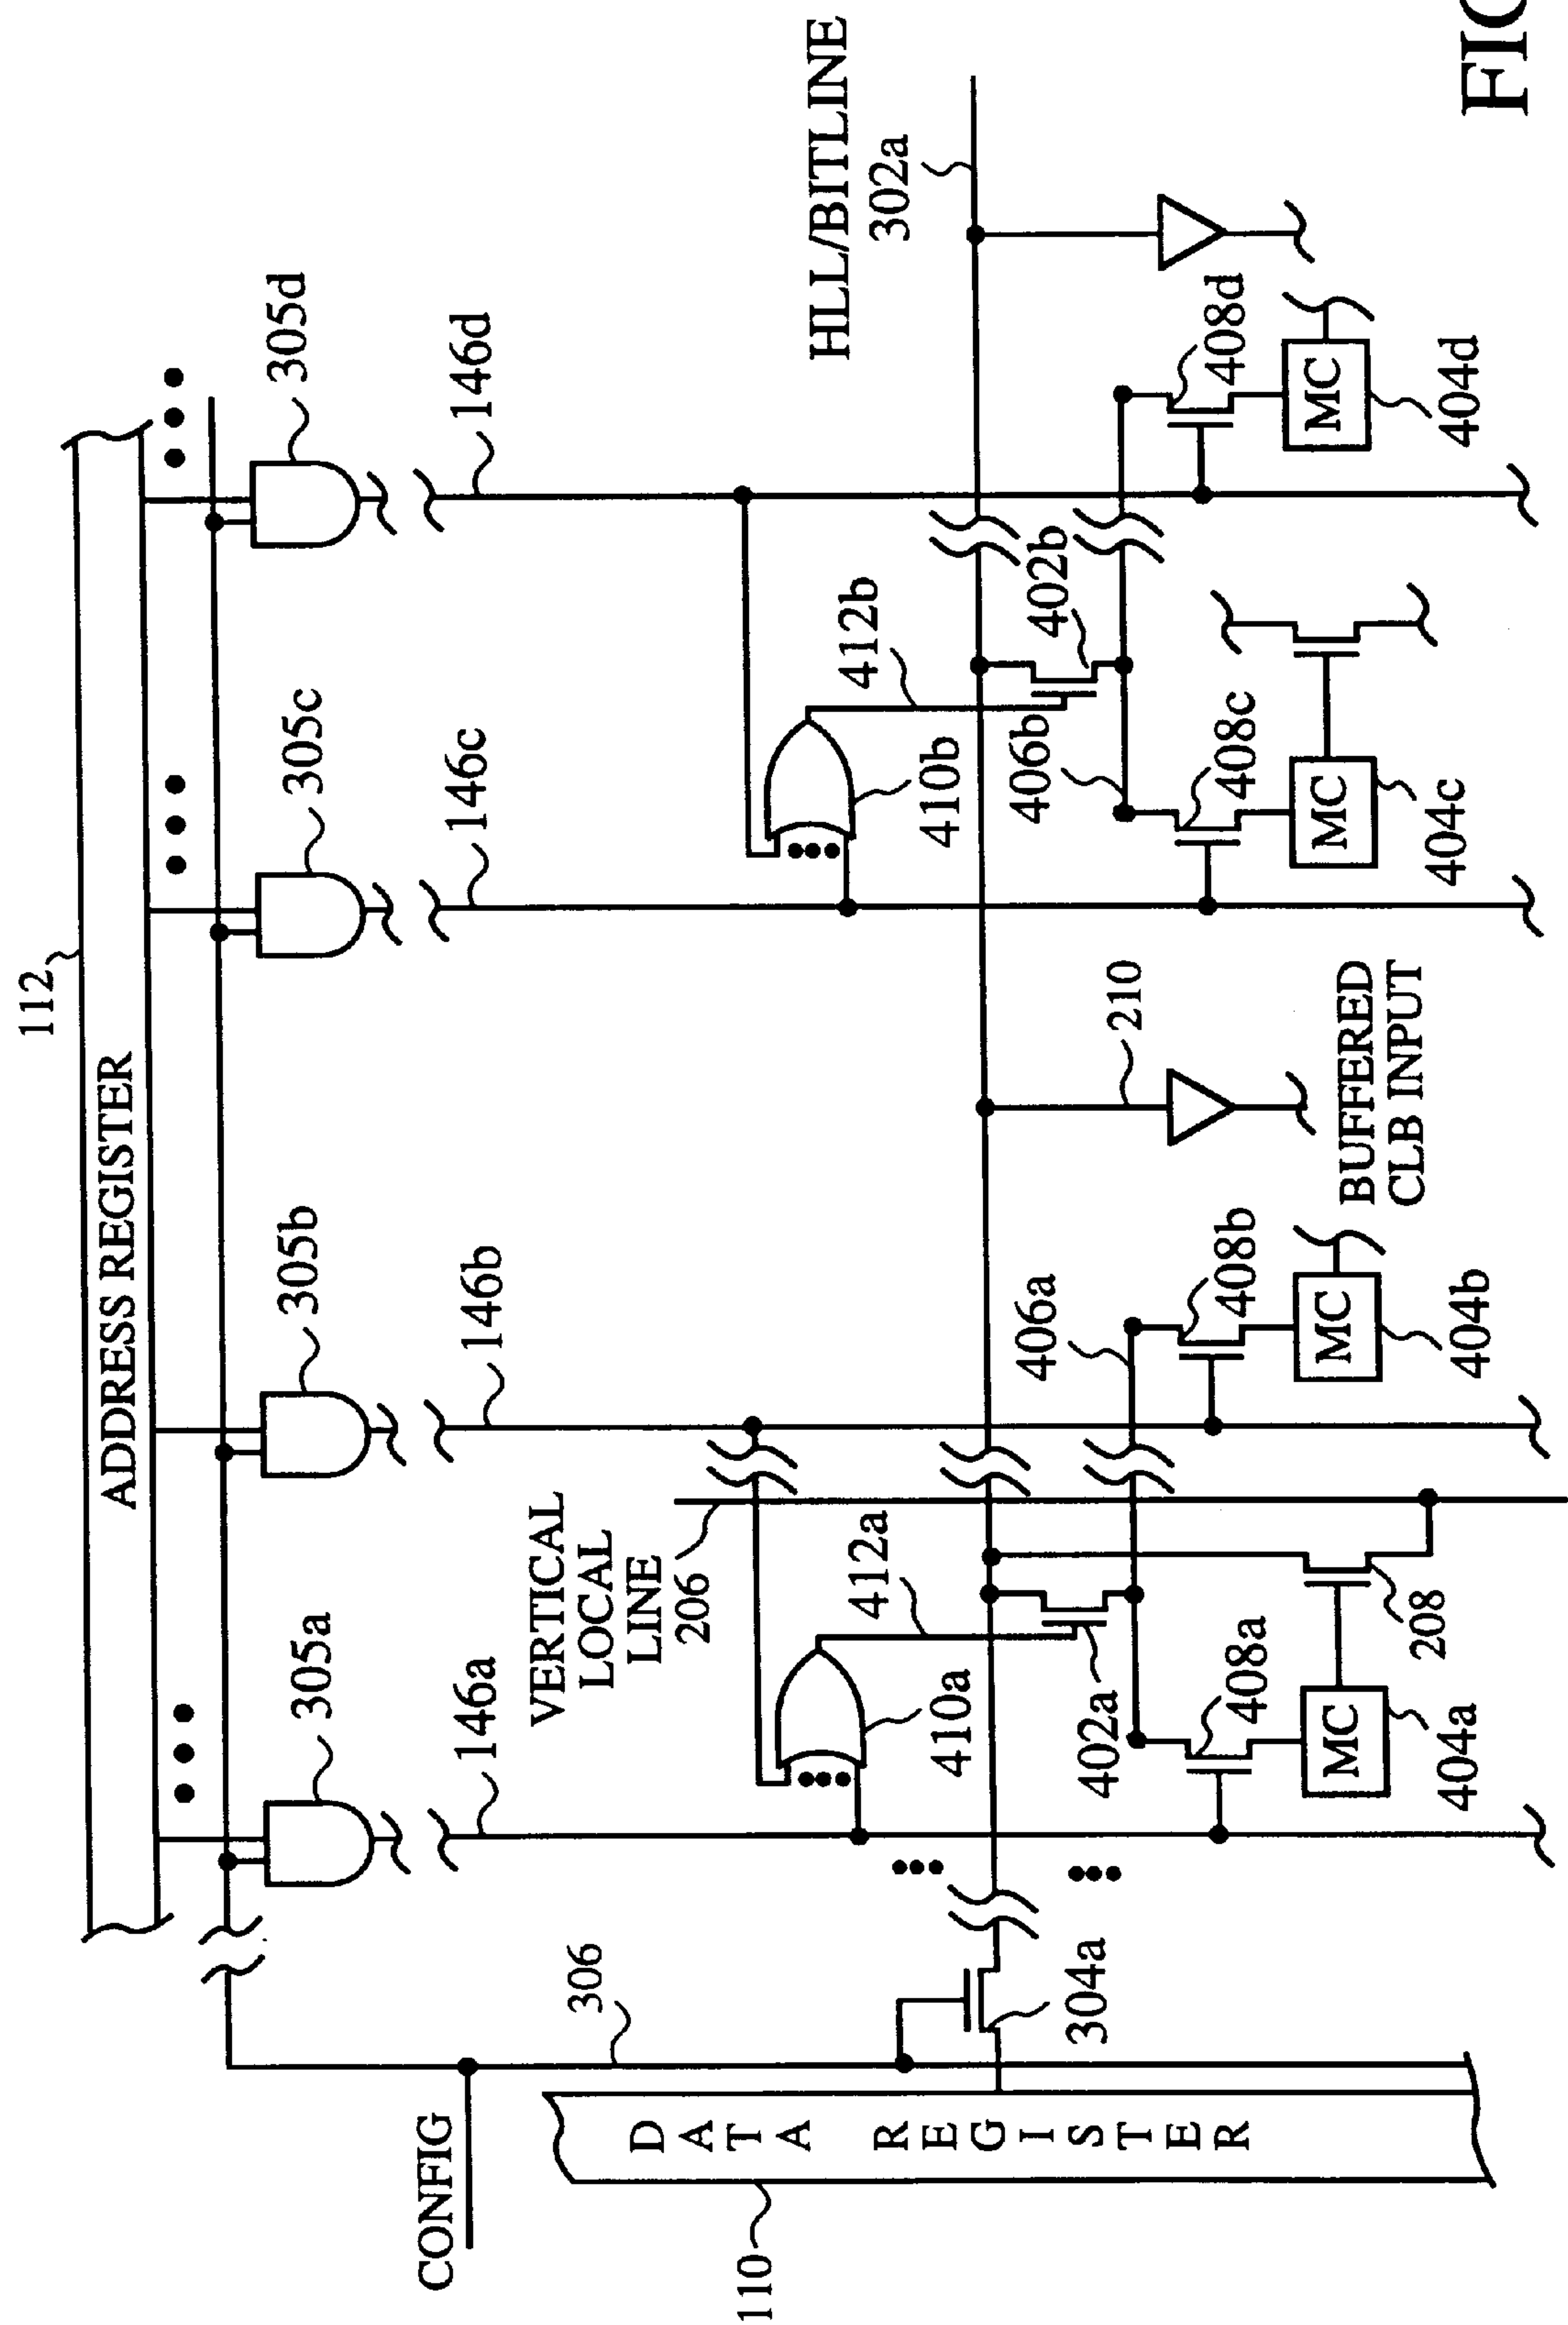 112
ADDRESS REGISTER
305a
305b
305c
305d
146a
146b
146c
146d
CONFIG
306
110
DATA REGISTER
304a
VERTICAL
LOCAL
LINE
206
410a
412a
402a
408a
MC
404a
208
406a
408b
MC
404b
210
BUFFERED
CLB INPUT
410b
412b
406b
402b
408c
MC
404c
HLL/BITLINE
302a
408d
MC
404d